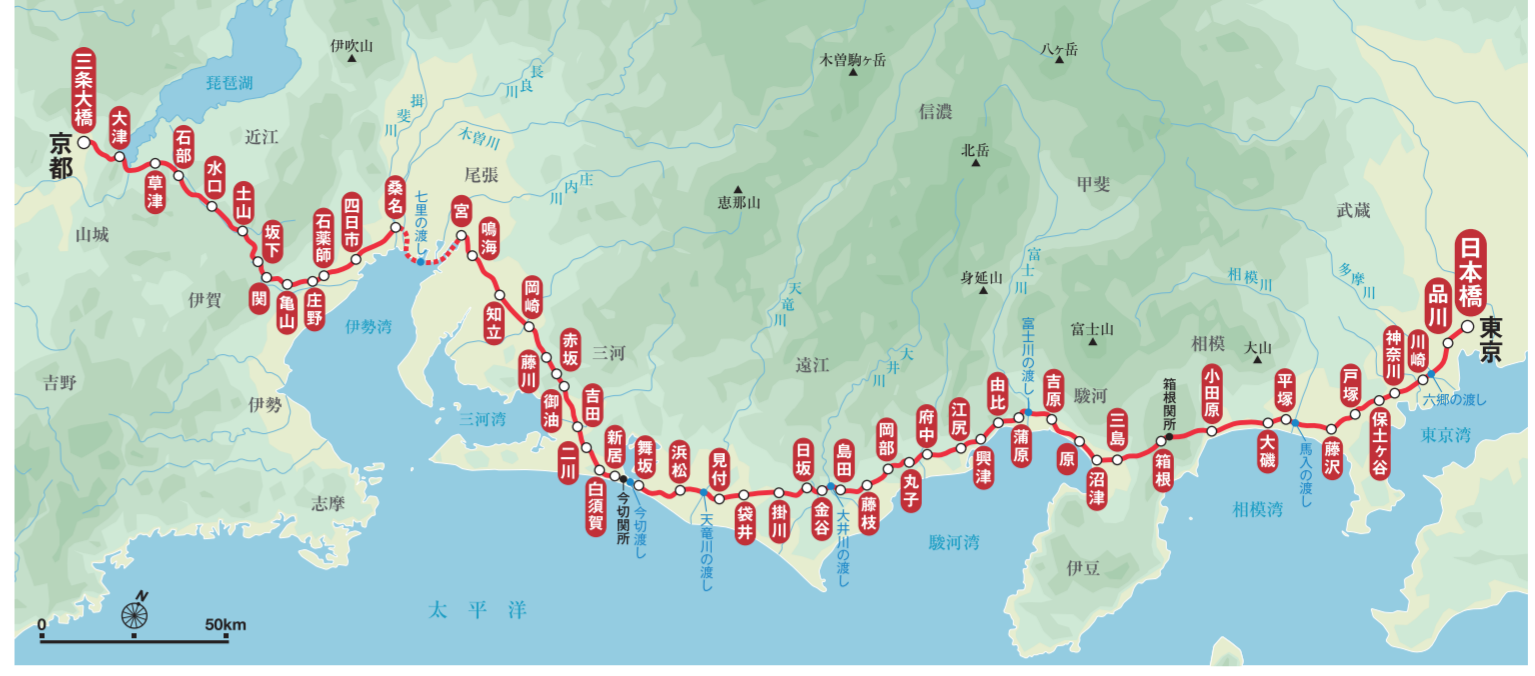 三条大橋
京都
大津
草津
石部
水口
土山
坂下
関
亀山
庄野
石薬師
四日市
桑名
七里の渡し
宮
鳴海
知立
岡崎
藤川
赤坂
御油
吉田
二川
白須賀
新居
今切関所
今切渡し
舞坂
浜松
天竜川の渡し
見付
袋井
掛川
日坂
金谷
大井川の渡し
島田
藤枝
岡部
丸子
府中
江尻
興津
由比
蒲原
富士川の渡し
吉原
原
沼津
三島
箱根
箱根関所
小田原
大磯
平塚
馬入の渡し
藤沢
戸塚
保土ヶ谷
神奈川
川崎
六郷の渡し
品川
日本橋
東京
琵琶湖
近江
伊吹山
揖斐川
長良川
木曽川
尾張
庄内川
山城
伊賀
吉野
伊勢
志摩
伊勢湾
三河湾
三河
恵那山
木曽駒ヶ岳
信濃
八ヶ岳
北岳
甲斐
武蔵
天竜川
遠江
大井川
身延山
富士川
富士山
駿河
相模
大山
相模川
多摩川
東京湾
相模湾
駿河湾
伊豆
太平洋
N
0
50km